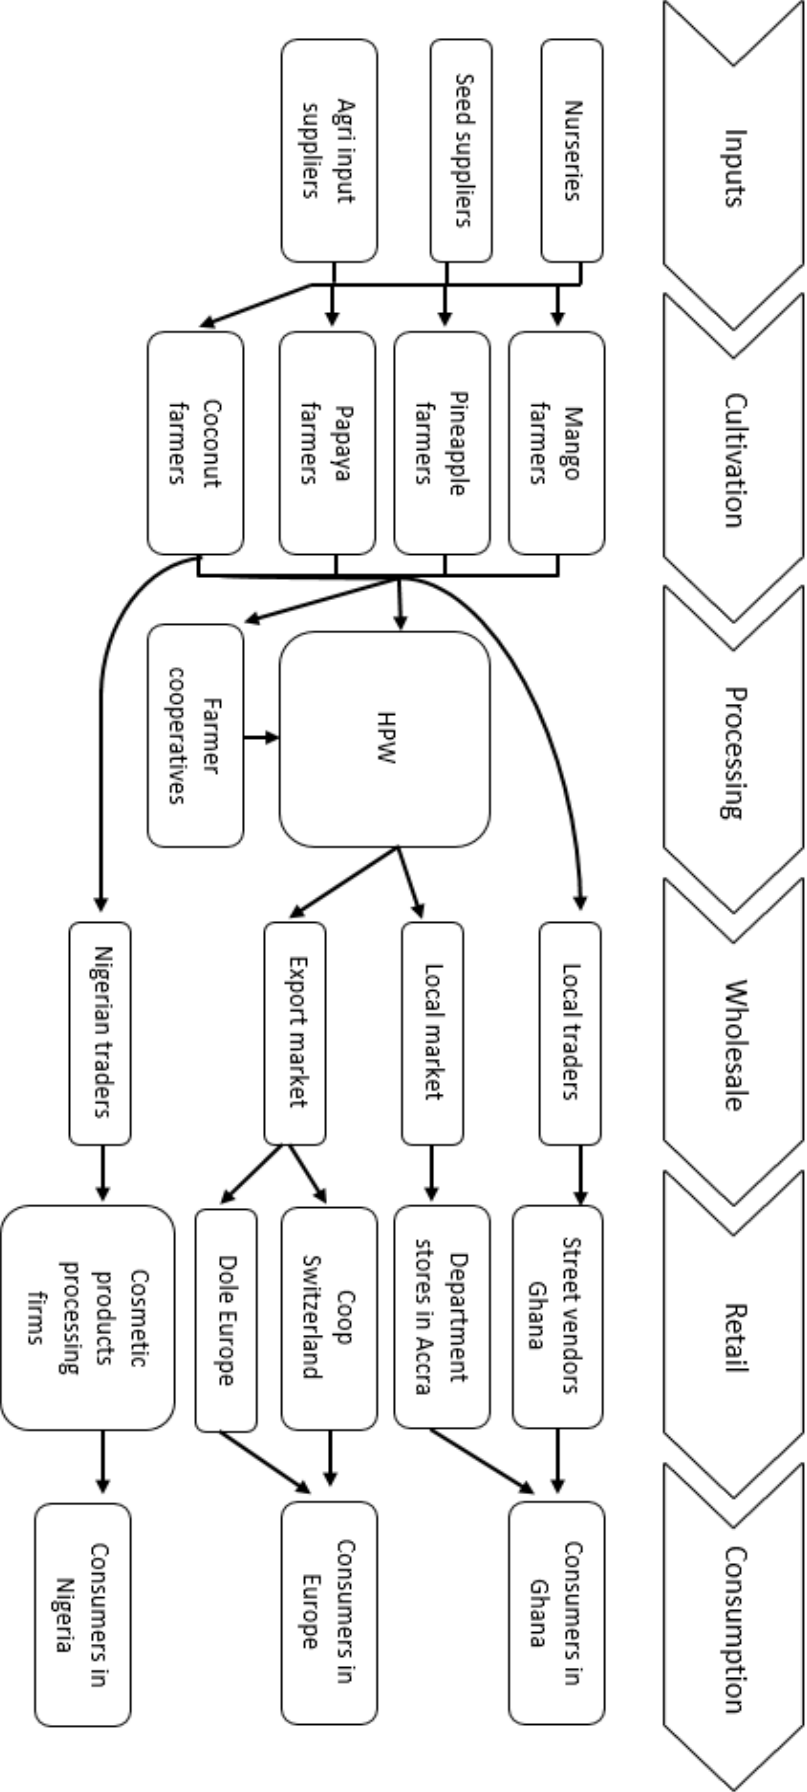 Inputs
Cultivation
Processing
Wholesale
Retail
Consumption
Nurseries
Seed suppliers
Agri input
suppliers
Mango
farmers
Pineapple
farmers
Papaya
farmers
Coconut
farmers
HPW
Farmer
cooperatives
Local traders
Local market
Export market
Nigerian traders
Street vendors
Ghana
Department
stores in Accra
Coop
Switzerland
Dole Europe
Cosmetic
products
processing
firms
Consumers in
Ghana
Consumers in
Europe
Consumers in
Nigeria